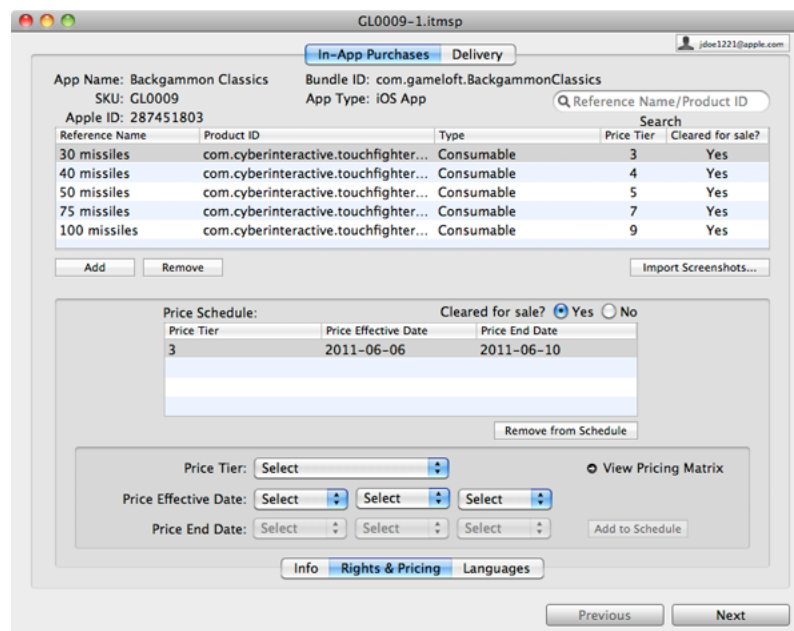 GL0009-1.itmsp
jdoe1221@apple.com
In-App Purchases Delivery
App Name: Backgammon Classics Bundle ID: com.gameloft.BackgammonClassics
SKU: GL0009 App Type: iOS App
Reference Name/Product ID
Apple ID: 287451803 Search
Reference Name Product ID Type Price Tier Cleared for sale?
30 missiles com.cyberinteractive.touchfighter... Consumable 3 Yes
40 missiles com.cyberinteractive.touchfighter... Consumable 4 Yes
50 missiles com.cyberinteractive.touchfighter... Consumable 5 Yes
75 missiles com.cyberinteractive.touchfighter... Consumable 7 Yes
100 missiles com.cyberinteractive.touchfighter... Consumable 9 Yes
Add Remove Import Screenshots...
Price Schedule: Cleared for sale? Yes No
Price Tier Price Effective Date Price End Date
3 2011-06-06 2011-06-10
Remove from Schedule
Price Tier: Select View Pricing Matrix
Price Effective Date: Select Select Select
Price End Date: Select Select Select Add to Schedule
Info Rights & Pricing Languages
Previous Next